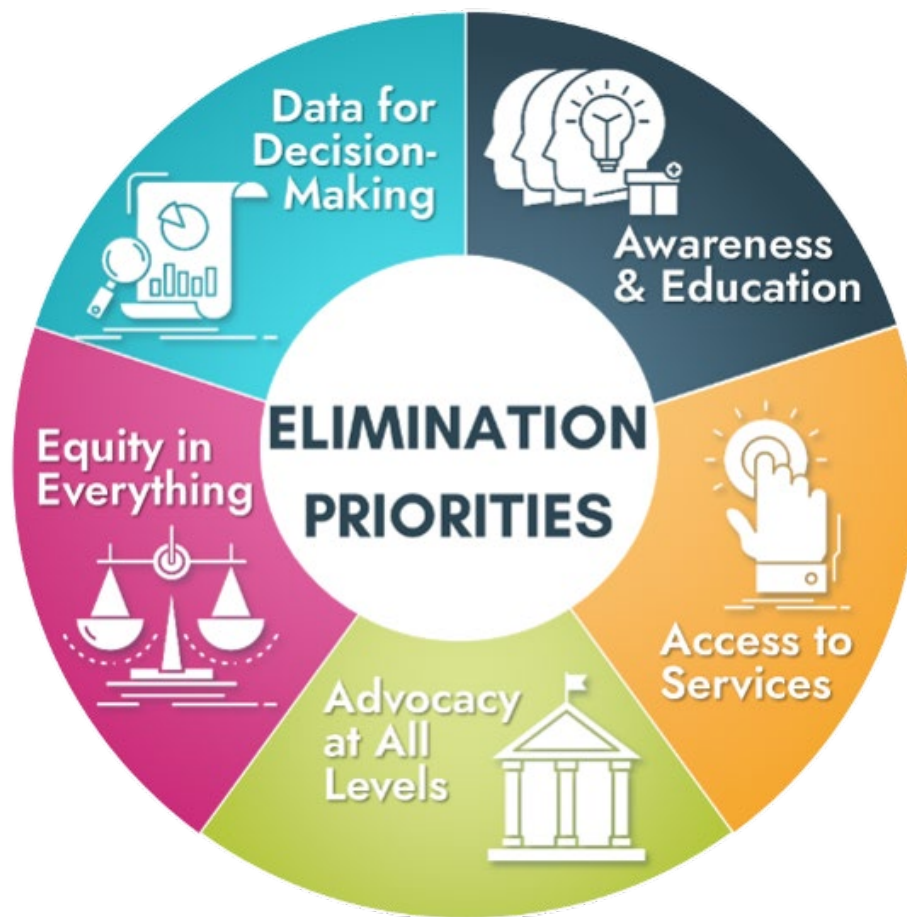 Data for
Decision-
Making
Awareness
& Education
Equity in
Everything
ELIMINATION
PRIORITIES
Access to
Services
Advocacy
at All
Levels